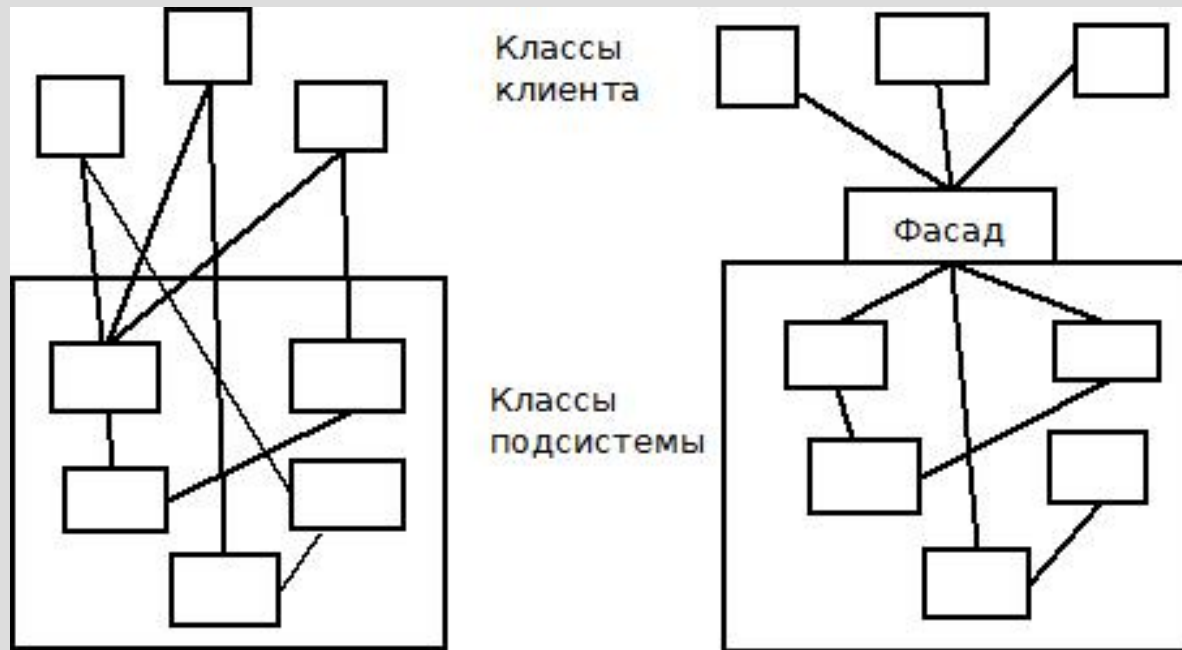 Классы
клиента
Фасад
Классы
подсистемы